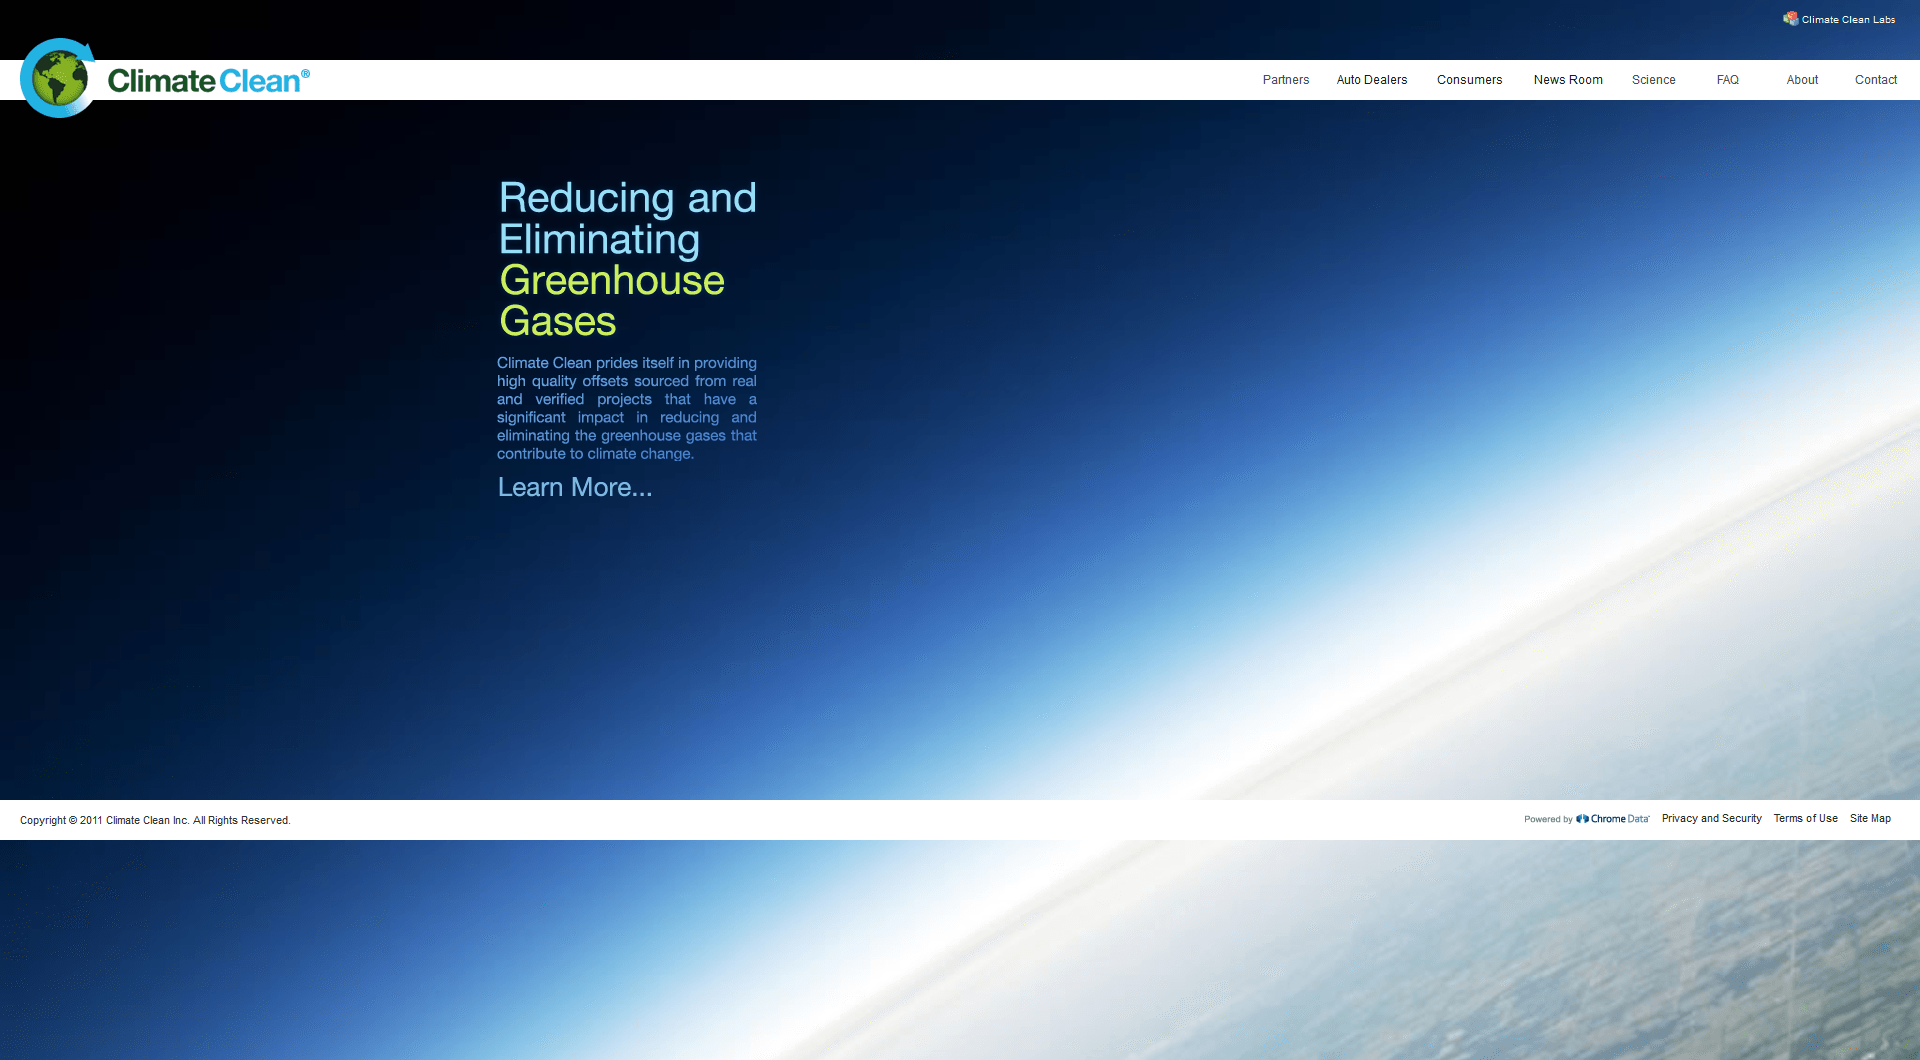 Climate Clean Labs
ClimateClean®
Partners
Auto Dealers
Consumers
News Room
Science
FAQ
About
Contact
Reducing and
Eliminating
Greenhouse
Gases
Climate Clean prides itself in providing
high quality offsets sourced from real
and verified projects that have a
significant impact in reducing and
eliminating the greenhouse gases that
contribute to climate change.
Learn More...
Copyright © 2011 Climate Clean Inc. All Rights Reserved.
Powered by Chrome Data
Privacy and Security
Terms of Use
Site Map